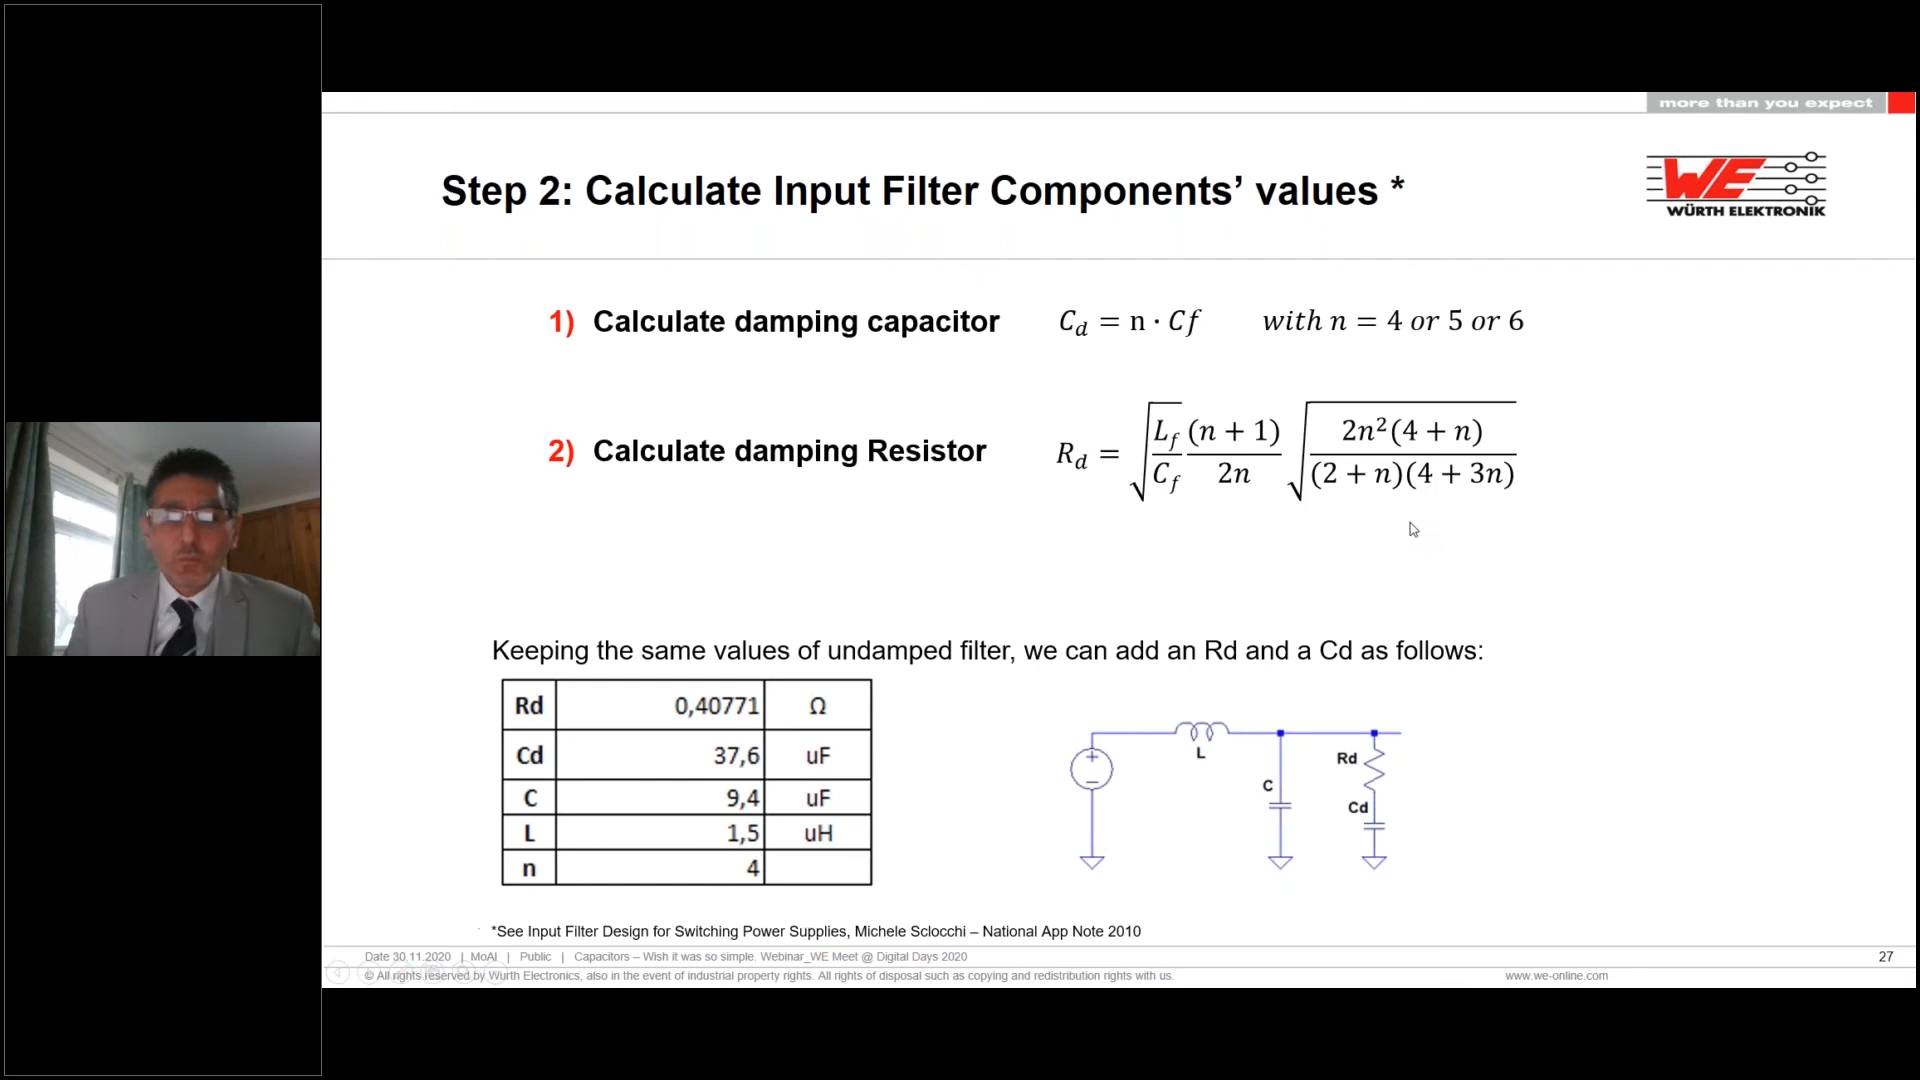 more than you expect
WE
WÜRTH ELEKTRONIK
Step 2: Calculate Input Filter Components’ values *
1) Calculate damping capacitor C_d = n · Cf with n = 4 or 5 or 6
2) Calculate damping Resistor R_d = √(L_f/C_f) (n + 1)/2n √(2n²(4 + n)/(2 + n)(4 + 3n))
Keeping the same values of undamped filter, we can add an Rd and a Cd as follows:
Rd 0,40771 Ω
Cd 37,6 uF
C 9,4 uF
L 1,5 uH
n 4
L
C
Rd
Cd
*See Input Filter Design for Switching Power Supplies, Michele Sclocchi – National App Note 2010
Date 30.11.2020 | MoAl | Public | Capacitors – Wish it was so simple. Webinar_WE Meet @ Digital Days 2020
27
© All rights reserved by Wurth Electronics, also in the event of industrial property rights. All rights of disposal such as copying and redistribution rights with us.
www.we-online.com